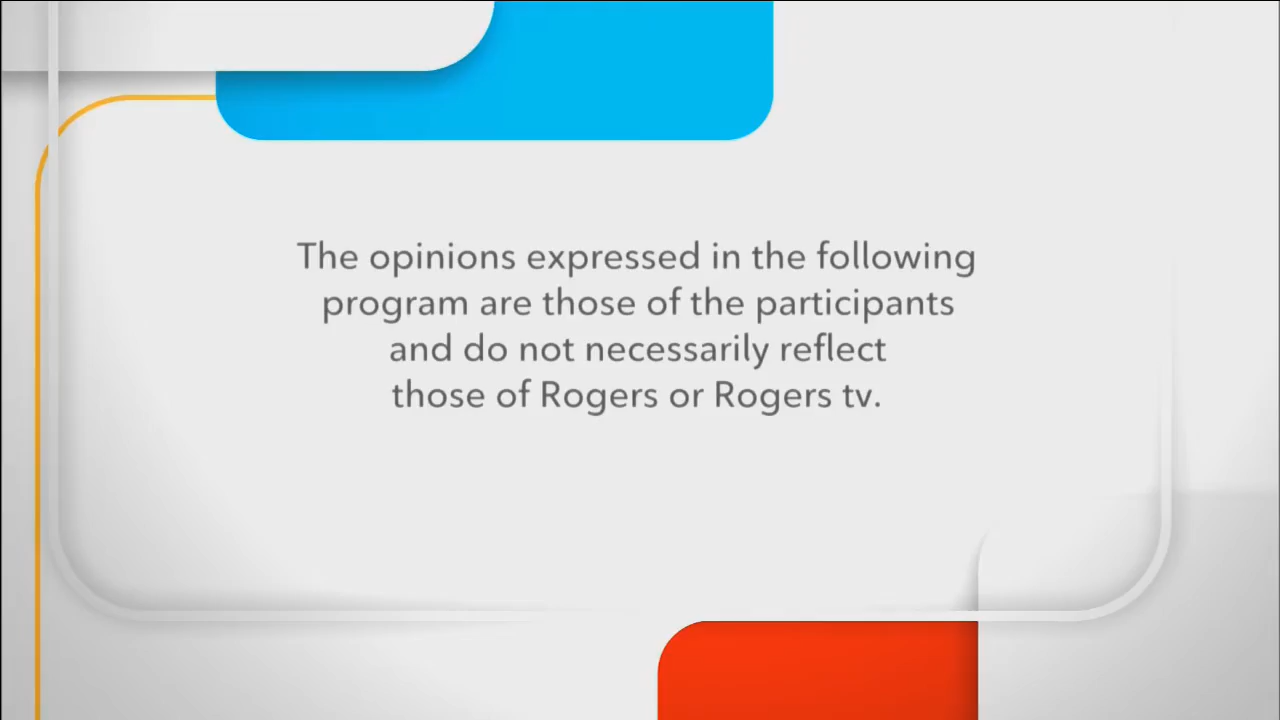 The opinions expressed in the following
program are those of the participants
and do not necessarily reflect
those of Rogers or Rogers tv.